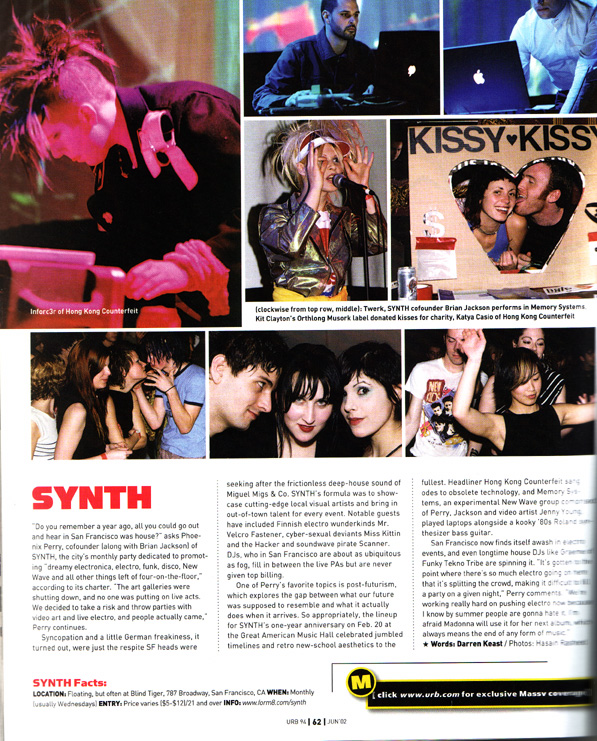 KISSY♥KISSY
$
Inforc3r of Hong Kong Counterfeit
(clockwise from top row, middle): Twerk, SYNTH cofounder Brian Jackson performs in Memory Systems,
Kit Clayton's Orthlong Musork label donated kisses for charity, Katya Casio of Hong Kong Counterfeit
SYNTH
"Do you remember a year ago, all you could go out
and hear in San Francisco was house?" asks Phoe-
nix Perry, cofounder (along with Brian Jackson) of
SYNTH, the city's monthly party dedicated to promot-
ing "dreamy electronica, electro, funk, disco, New
Wave and all other things left of four-on-the-floor,"
according to its charter. "The art galleries were
shutting down, and no one was putting on live acts.
We decided to take a risk and throw parties with
video art and live electro, and people actually came,"
Perry continues.
Syncopation and a little German freakiness, it
turned out, were just the respite SF heads were
seeking after the frictionless deep-house sound of
Miguel Migs & Co. SYNTH's formula was to show-
case cutting-edge local visual artists and bring in
out-of-town talent for every event. Notable guests
have included Finnish electro wunderkinds Mr.
Velcro Fastener, cyber-sexual deviants Miss Kittin
and the Hacker and soundwave pirate Scanner.
DJs, who in San Francisco are about as ubiquitous
as fog, fill in between the live PAs but are never
given top billing.
One of Perry's favorite topics is post-futurism,
which explores the gap between what our future
was supposed to resemble and what it actually
does when it arrives. So appropriately, the lineup
for SYNTH's one-year anniversary on Feb. 20 at
the Great American Music Hall celebrated jumbled
timelines and retro new-school aesthetics to the
fullest. Headliner Hong Kong Counterfeit sang
odes to obsolete technology, and Memory Sys-
tems, an experimental New Wave group
of Perry, Jackson and video artist Jenny Young,
played laptops alongside a kooky '80s Roland syn-
thesizer bass guitar.
San Francisco now finds itself awash in electro
events, and even longtime house DJs like
Funky Tekno Tribe are spinning it. "It's gotten to the
point where there's so much electro going on
that it's splitting the crowd, making it difficult to
a party on a given night," Perry comments.
working really hard on pushing electro now because
I know by summer people are gonna hate it. I'm
afraid Madonna will use it for her next album, which
always means the end of any form of music."
★ Words: Darren Keast / Photos: Hasain
SYNTH Facts:
LOCATION: Floating, but often at Blind Tiger, 787 Broadway, San Francisco, CA WHEN: Monthly
(usually Wednesdays) ENTRY: Price varies ($5-$12)/21 and over INFO: www.lorm8.com/synth
M
click www.urb.com for exclusive Massv coverage
URB 94 | 62 | JUN'02